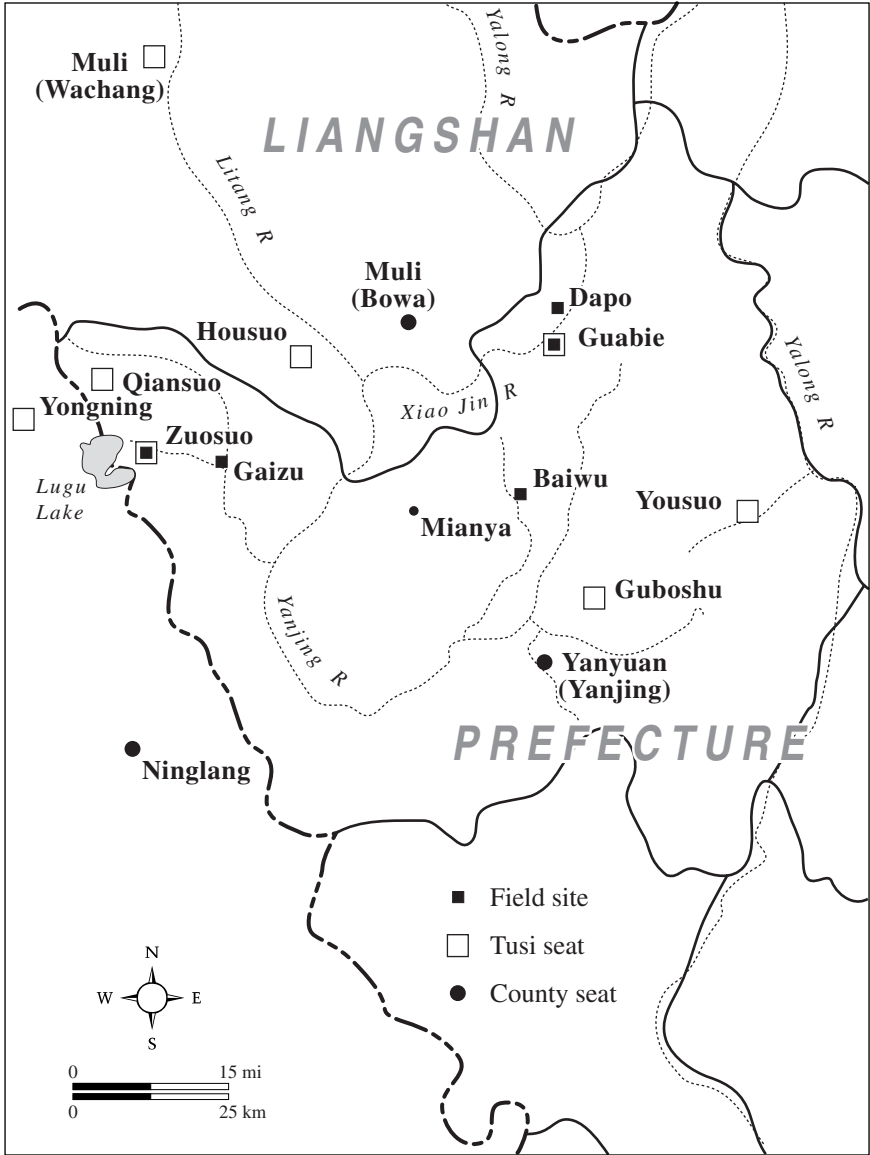 Yalong R
Muli
(Wachang)
LIANGSHAN
Litang R
Muli
(Bowa)
Dapo
Housuo
Guabie
Yalong R
Qiansuo
Yongning
Xiao Jin R
Zuosuo
Gaizu
Lugu
Lake
Baiwu
Yousuo
Mianya
Guboshu
Yanjing R
Yanyuan
(Yanjing)
PREFECTURE
Ninglang
Field site
Tusi seat
County seat
N
W E
S
0 15 mi
0 25 km